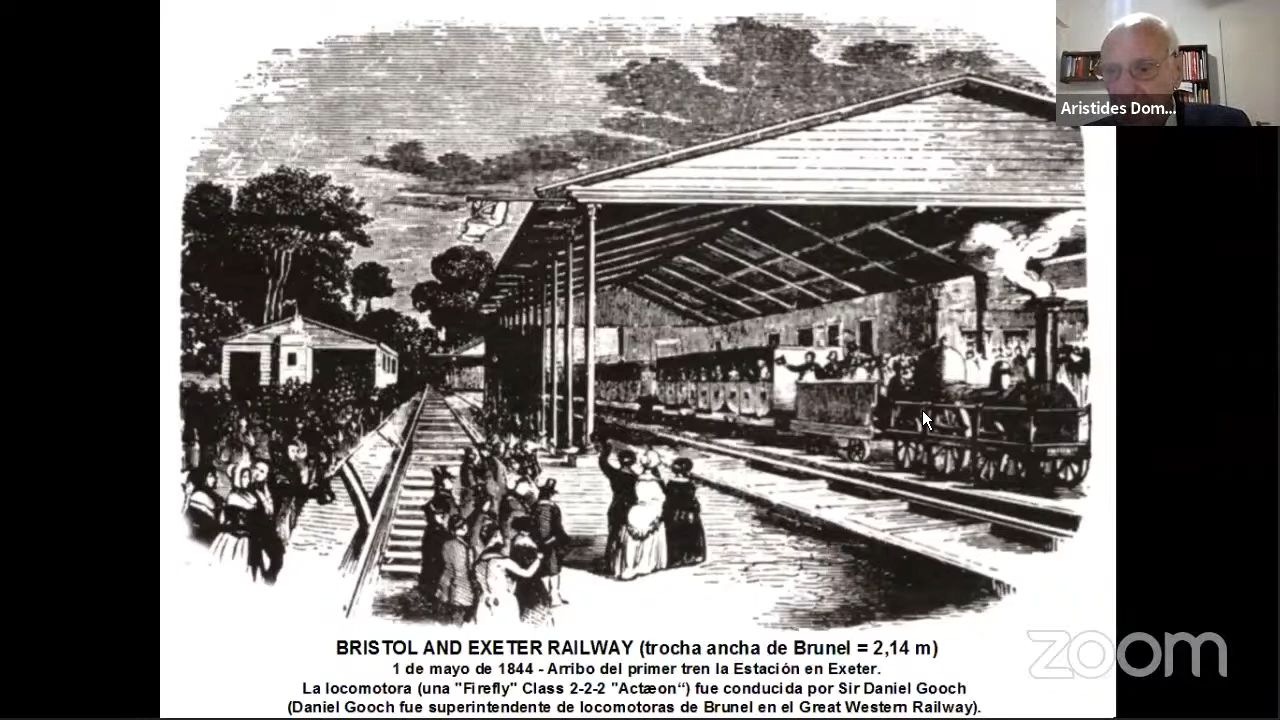 Aristides Dom...
BRISTOL AND EXETER RAILWAY (trocha ancha de Brunel = 2,14 m)
1 de mayo de 1844 - Arribo del primer tren la Estación en Exeter.
La locomotora (una "Firefly" Class 2-2-2 "Actæon“) fue conducida por Sir Daniel Gooch
(Daniel Gooch fue superintendente de locomotoras de Brunel en el Great Western Railway).
zoom